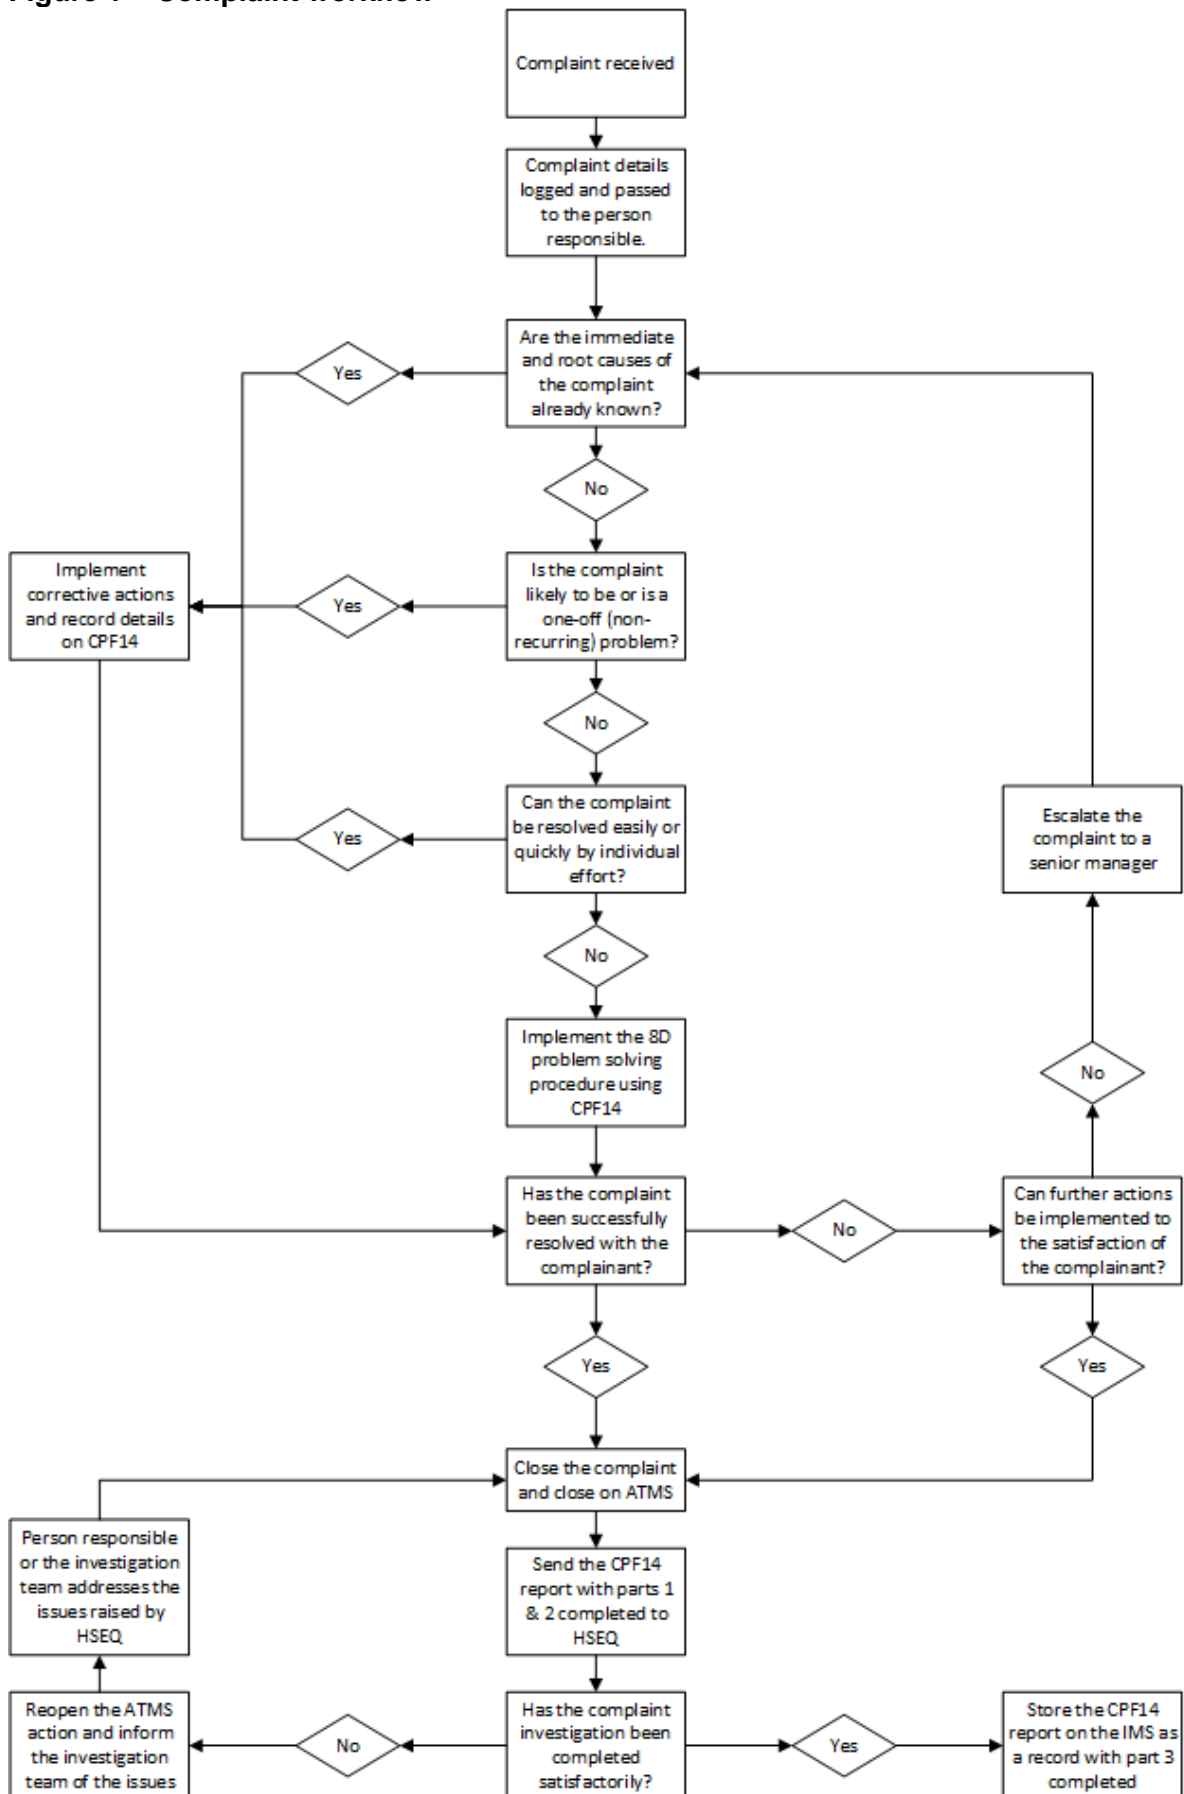 Figure 1 – Complaint workflow
Complaint received
Complaint details
logged and passed
to the person
responsible.
Are the immediate
and root causes of
the complaint
already known?
Yes
No
Implement
corrective actions
and record details
on CPF14
Yes
Is the complaint
likely to be or is a
one-off (non-
recurring) problem?
No
Can the complaint
be resolved easily or
quickly by individual
effort?
Yes
Escalate the
complaint to a
senior manager
No
Implement the 8D
problem solving
procedure using
CPF14
No
Has the complaint
been successfully
resolved with the
complainant?
No
Can further actions
be implemented to
the satisfaction of
the complainant?
Yes
Yes
Close the complaint
and close on ATMS
Person responsible
or the investigation
team addresses the
issues raised by
HSEQ
Send the CPF14
report with parts 1
& 2 completed to
HSEQ
Reopen the ATMS
action and inform
the investigation
team of the issues
No
Has the complaint
investigation been
completed
satisfactorily?
Yes
Store the CPF14
report on the IMS as
a record with part 3
completed